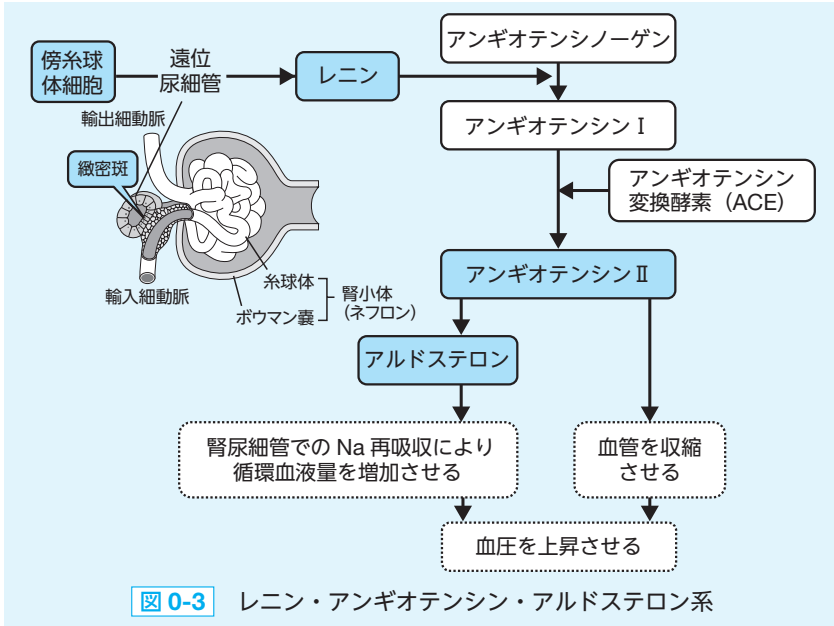 傍糸球
体細胞
遠位
尿細管
レニン
アンギオテンシノーゲン
輸出細動脈
緻密斑
輸入細動脈
糸球体
ボウマン嚢
腎小体
（ネフロン）
アンギオテンシンⅠ
アンギオテンシン
変換酵素（ACE）
アンギオテンシンⅡ
アルドステロン
腎尿細管での Na 再吸収により
循環血液量を増加させる
血管を収縮
させる
血圧を上昇させる
図 0-3 レニン・アンギオテンシン・アルドステロン系